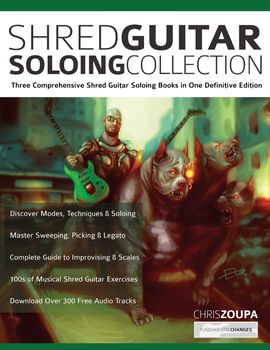 SHREDGUITAR
SOLOINGCOLLECTION
Three Comprehensive Shred Guitar Soloing Books in One Definitive Edition
Discover Modes, Techniques & Soloing
Master Sweeping, Picking & Legato
Complete Guide to Improvising & Scales
100s of Musical Shred Guitar Exercises
Download Over 300 Free Audio Tracks
CHRISZOUPA
FUNDAMENTALCHANGES